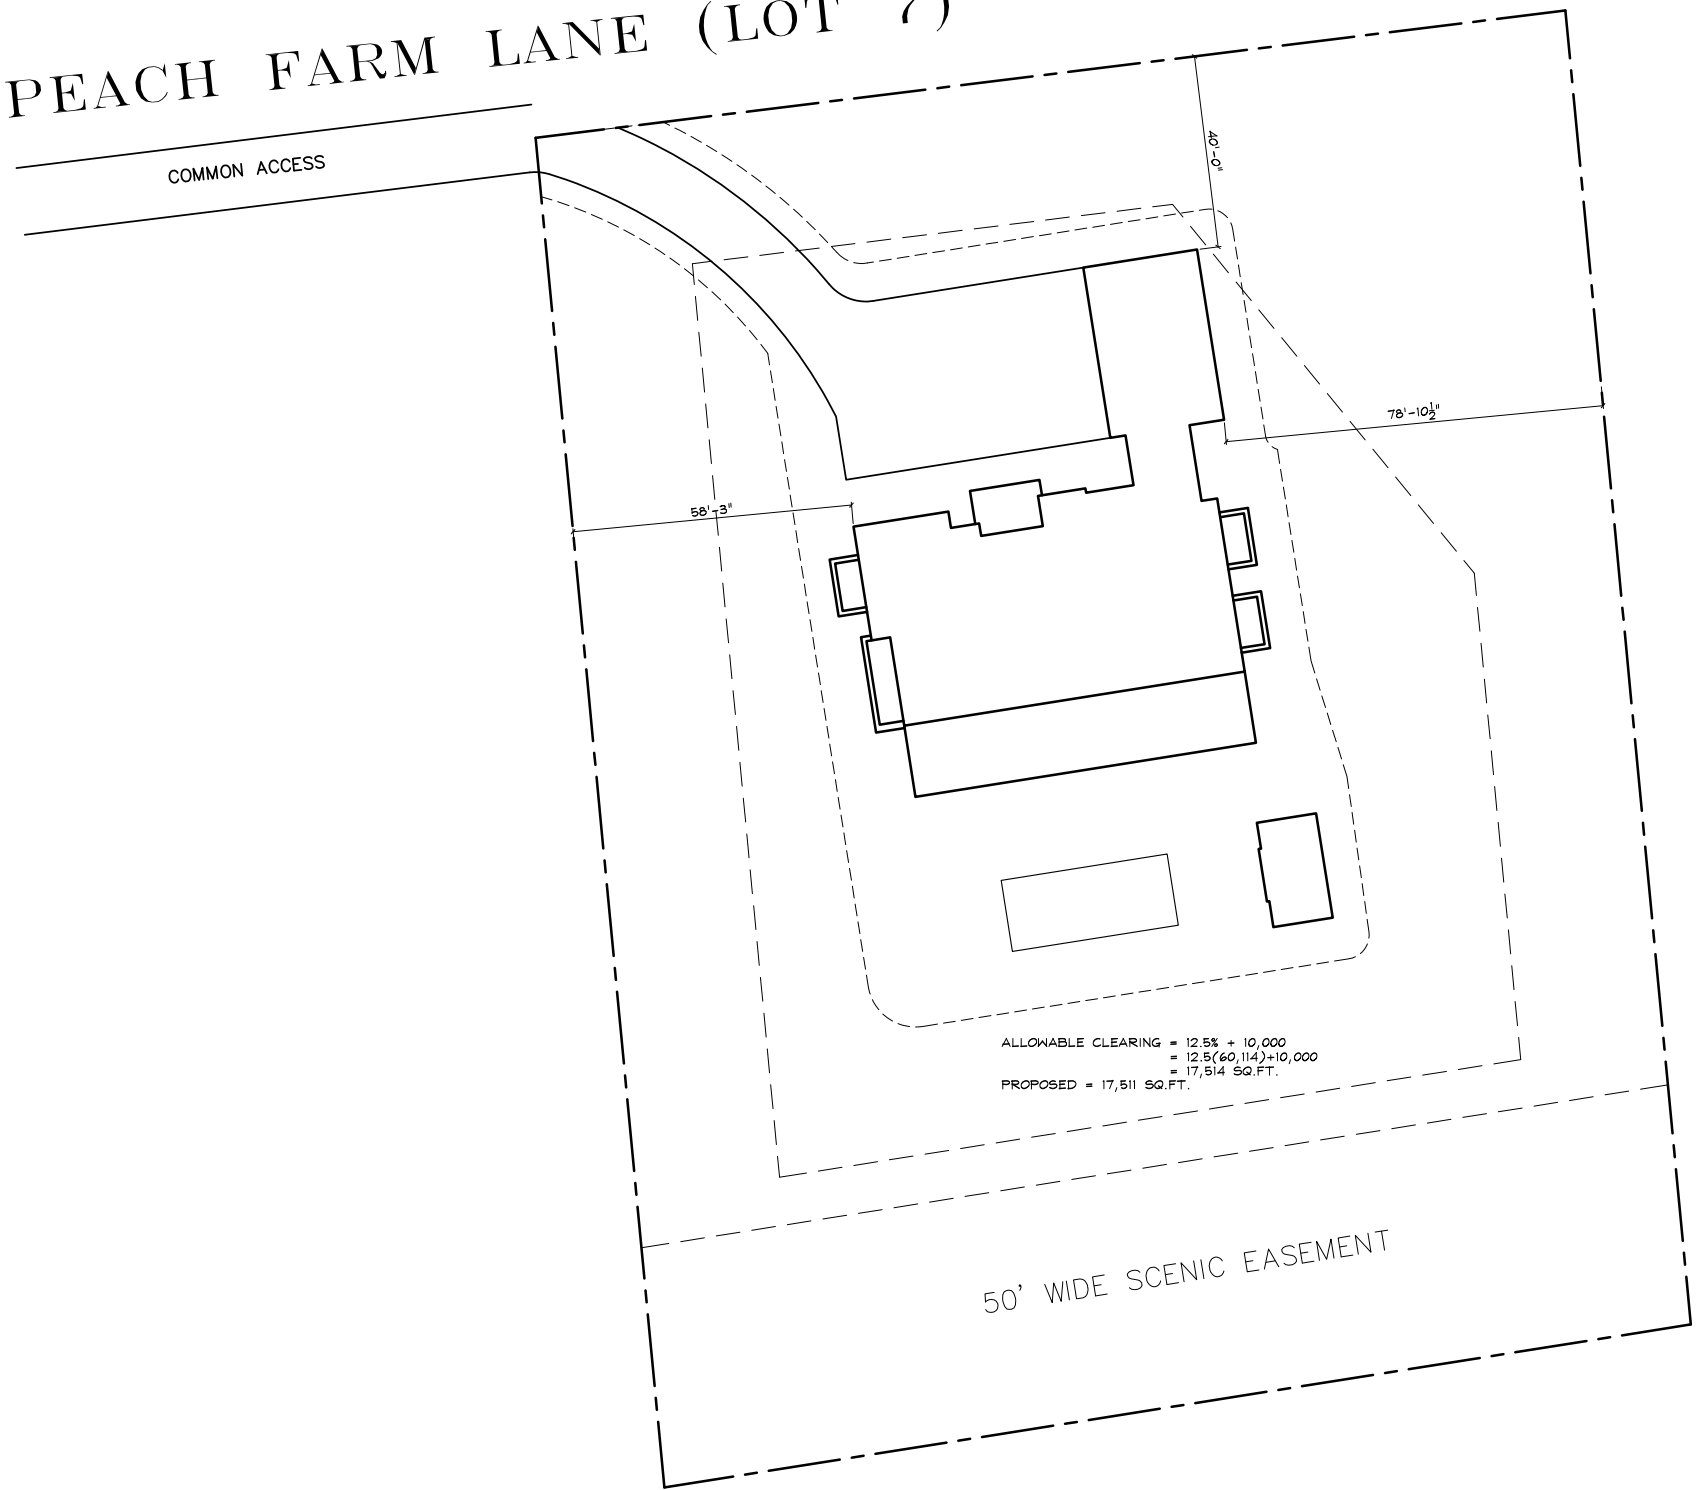 PEACH FARM LANE (LOT 7)
COMMON ACCESS
40'-0"
78'-10½"
58'-3"
ALLOWABLE CLEARING = 12.5% + 10,000
= 12.5(60,114)+10,000
= 17,514 SQ.FT.
PROPOSED = 17,511 SQ.FT.
50' WIDE SCENIC EASEMENT